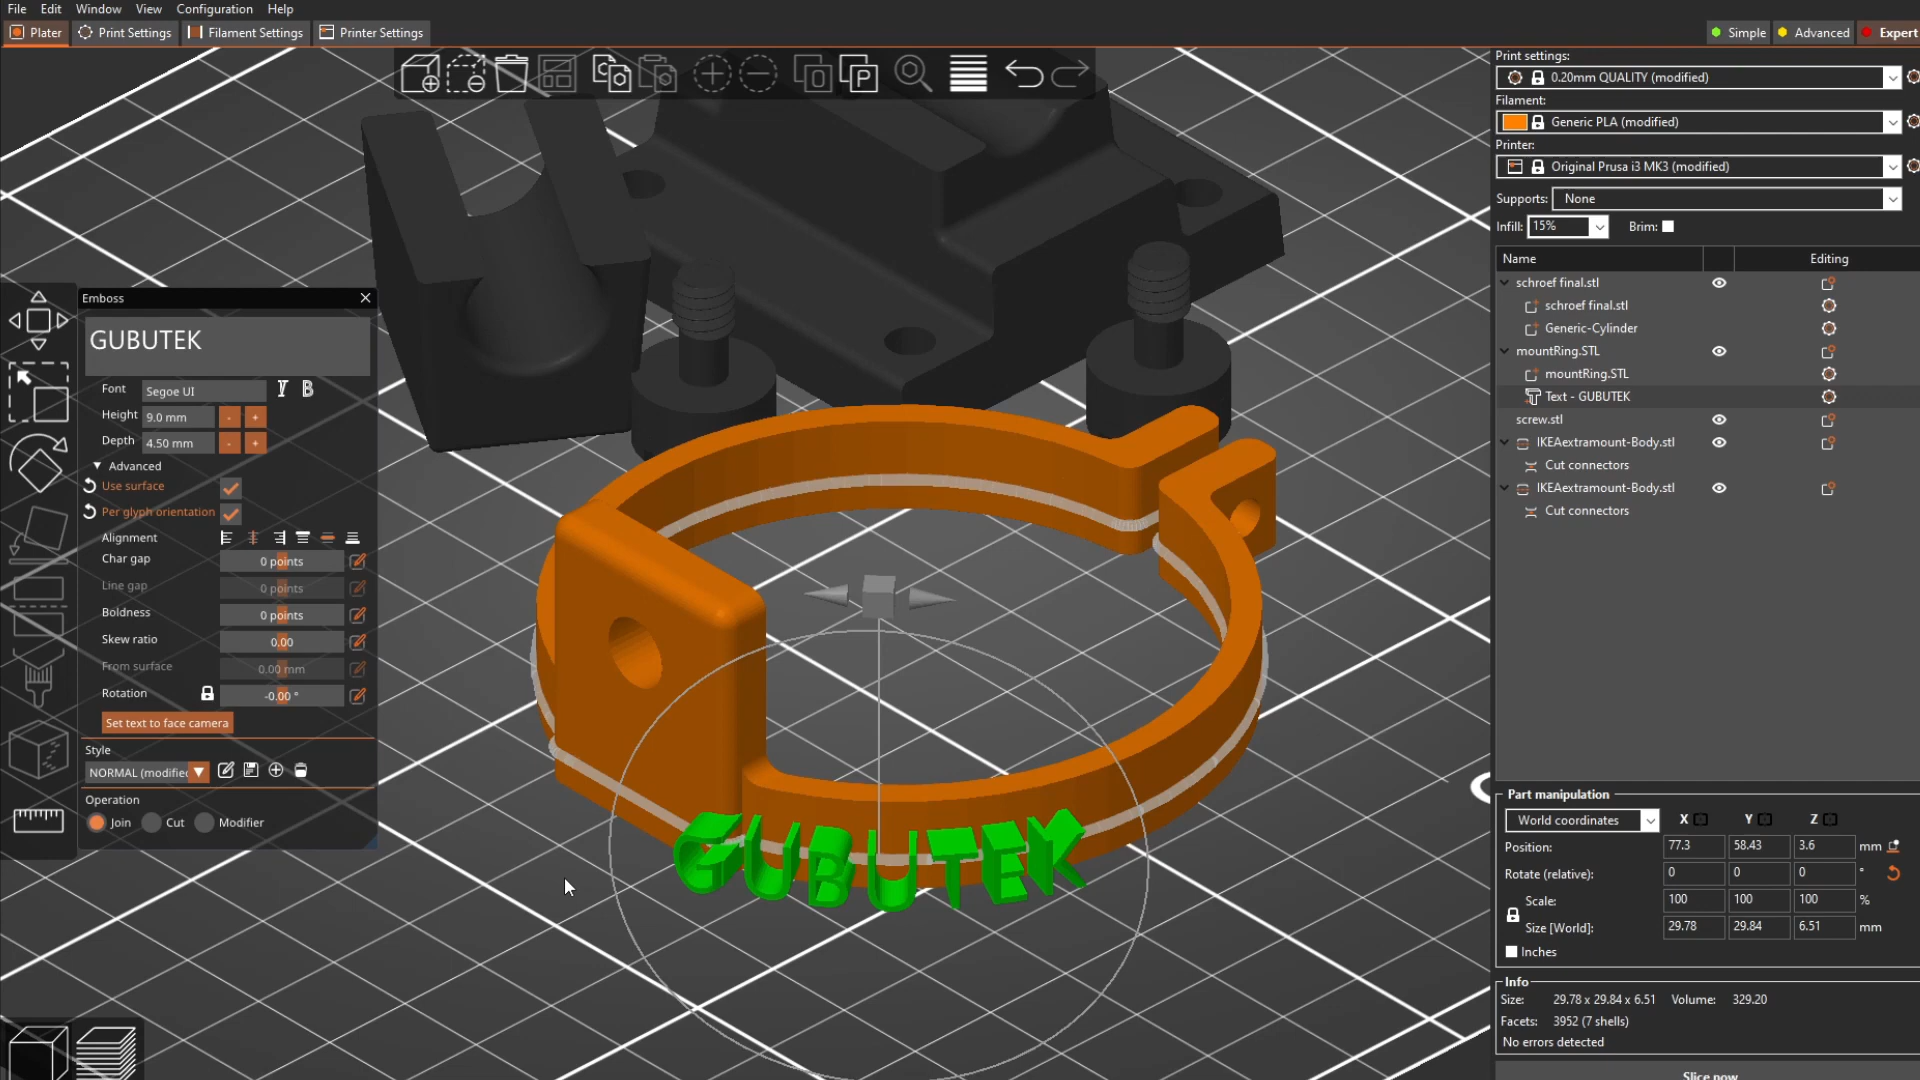 File Edit Window View Configuration Help
Plater Print Settings Filament Settings Printer Settings
Simple Advanced Expert
Print settings:
0.20mm QUALITY (modified)
Filament:
Generic PLA (modified)
Printer:
Original Prusa i3 MK3 (modified)
Supports: None
Infill: 15% Brim:
Name Editing
schroef final.stl
schroef final.stl
Generic-Cylinder
mountRing.STL
mountRing.STL
Text - GUBUTEK
screw.stl
IKEAextramount-Body.stl
Cut connectors
IKEAextramount-Body.stl
Cut connectors
Emboss
GUBUTEK
Font Segoe UI
Height 9.0 mm - +
Depth 4.50 mm - +
Advanced
Use surface
Per glyph orientation
Alignment
Char gap 0 points
Line gap 0 points
Boldness 0 points
Skew ratio 0.00
From surface 0.00 mm
Rotation -0.00 °
Set text to face camera
Style
NORMAL (modified
Operation
Join Cut Modifier
GUBUTEK
Part manipulation
World coordinates X Y Z
Position: 77.3 58.43 3.6 mm
Rotate (relative): 0 0 0 °
Scale: 100 100 100 %
Size [World]: 29.78 29.84 6.51 mm
Inches
Info
Size: 29.78 x 29.84 x 6.51 Volume: 329.20
Facets: 3952 (7 shells)
No errors detected
Slice now